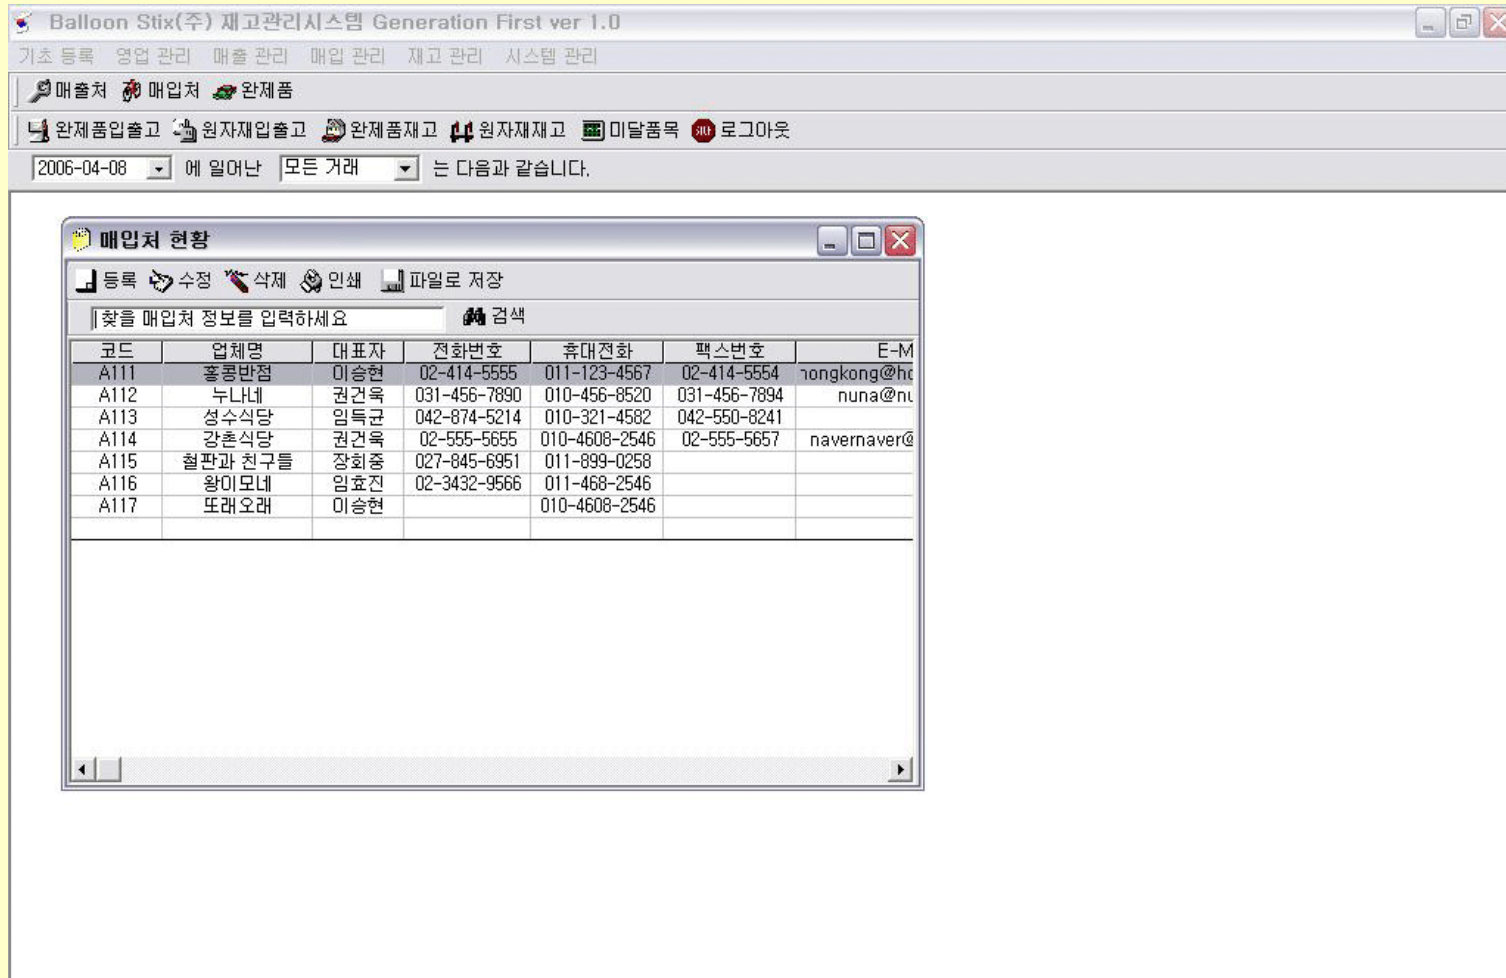 Balloon Stix(주) 재고관리시스템 Generation First ver 1.0
기초 등록 영업 관리 매출 관리 매입 관리 재고 관리 시스템 관리
매출처 매입처 완제품
완제품입출고 원자재입출고 완제품재고 원자재재고 미달품목 로그아웃
2006-04-08 에 일어난 모든 거래 는 다음과 같습니다.
매입처 현황
등록 수정 삭제 인쇄 파일로 저장
찾을 매입처 정보를 입력하세요 검색
코드 업체명 대표자 전화번호 휴대전화 팩스번호 E-M
A111 홍콩반점 이승현 02-414-5555 011-123-4567 02-414-5554 hongkong@ho
A112 누나네 권건욱 031-456-7890 010-456-8520 031-456-7894 nuna@nu
A113 성수식당 임득균 042-874-5214 010-321-4582 042-550-8241
A114 강촌식당 권건욱 02-555-5655 010-4608-2546 02-555-5657 navernaver@
A115 철판과 친구들 장회중 027-845-6951 011-899-0258
A116 왕이모네 임효진 02-3432-9566 011-468-2546
A117 또래오래 이승현 010-4608-2546